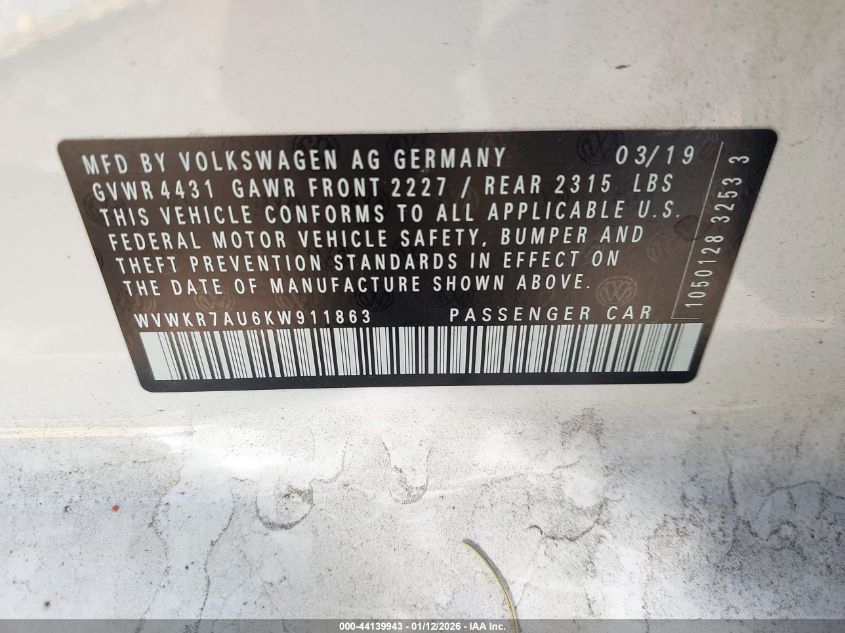 MFD BY VOLKSWAGEN AG GERMANY 03/19
GVWR 4431 GAWR FRONT 2227 / REAR 2315 LBS
THIS VEHICLE CONFORMS TO ALL APPLICABLE U.S.
FEDERAL MOTOR VEHICLE SAFETY, BUMPER AND
THEFT PREVENTION STANDARDS IN EFFECT ON
THE DATE OF MANUFACTURE SHOWN ABOVE.
WVWKR7AU6KW911863 PASSENGER CAR
1050128 32533
000-44139943 - 01/12/2026 - IAA Inc.